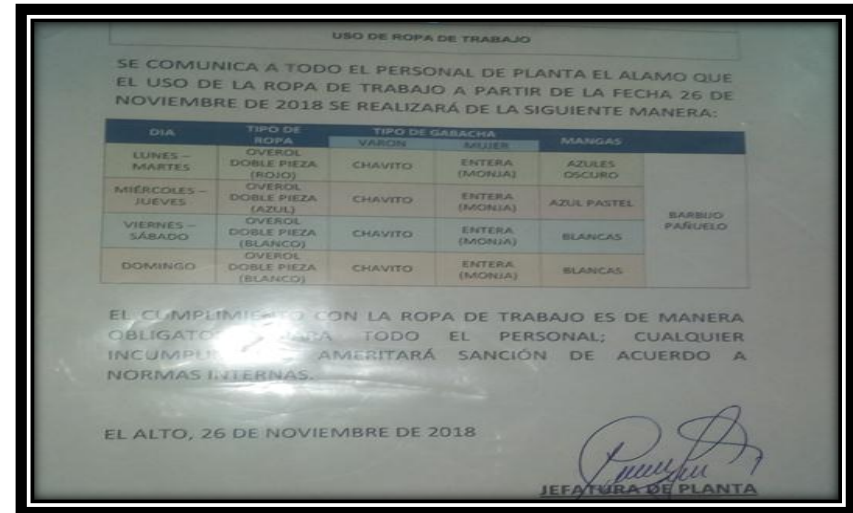 USO DE ROPA DE TRABAJO
SE COMUNICA A TODO EL PERSONAL DE PLANTA EL ALAMO QUE
EL USO DE LA ROPA DE TRABAJO A PARTIR DE LA FECHA 26 DE
NOVIEMBRE DE 2018 SE REALIZARÁ DE LA SIGUIENTE MANERA:
DIA TIPO DE ROPA TIPO DE GABACHA MANGAS
VARON MUJER
LUNES – MARTES OVEROL DOBLE PIEZA (ROJO) CHAVITO ENTERA (MONJA) AZULES OSCURO
MIÉRCOLES – JUEVES OVEROL DOBLE PIEZA (AZUL) CHAVITO ENTERA (MONJA) AZUL PASTEL
BARBIJO PAÑUELO
VIERNES – SÁBADO OVEROL DOBLE PIEZA (BLANCO) CHAVITO ENTERA (MONJA) BLANCAS
DOMINGO OVEROL DOBLE PIEZA (BLANCO) CHAVITO ENTERA (MONJA) BLANCAS
EL CUMPLIMIENTO CON LA ROPA DE TRABAJO ES DE MANERA
TODO EL PERSONAL; CUALQUIER
AMERITARÁ SANCIÓN DE ACUERDO A
NORMAS INTERNAS.
EL ALTO, 26 DE NOVIEMBRE DE 2018
JEFATURA DE PLANTA